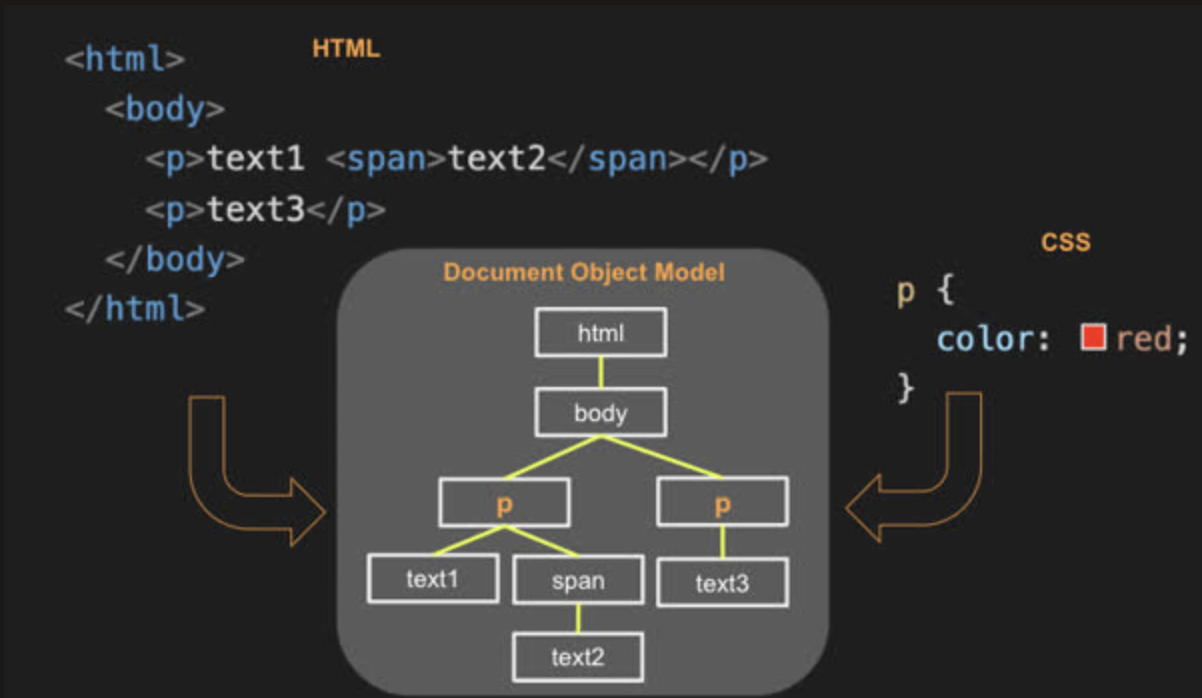 HTML
<html>
<body>
<p>text1 <span>text2</span></p>
<p>text3</p>
</body>
</html>
Document Object Model
html
body
p p
text1 span text3
text2
CSS
p {
color: red;
}